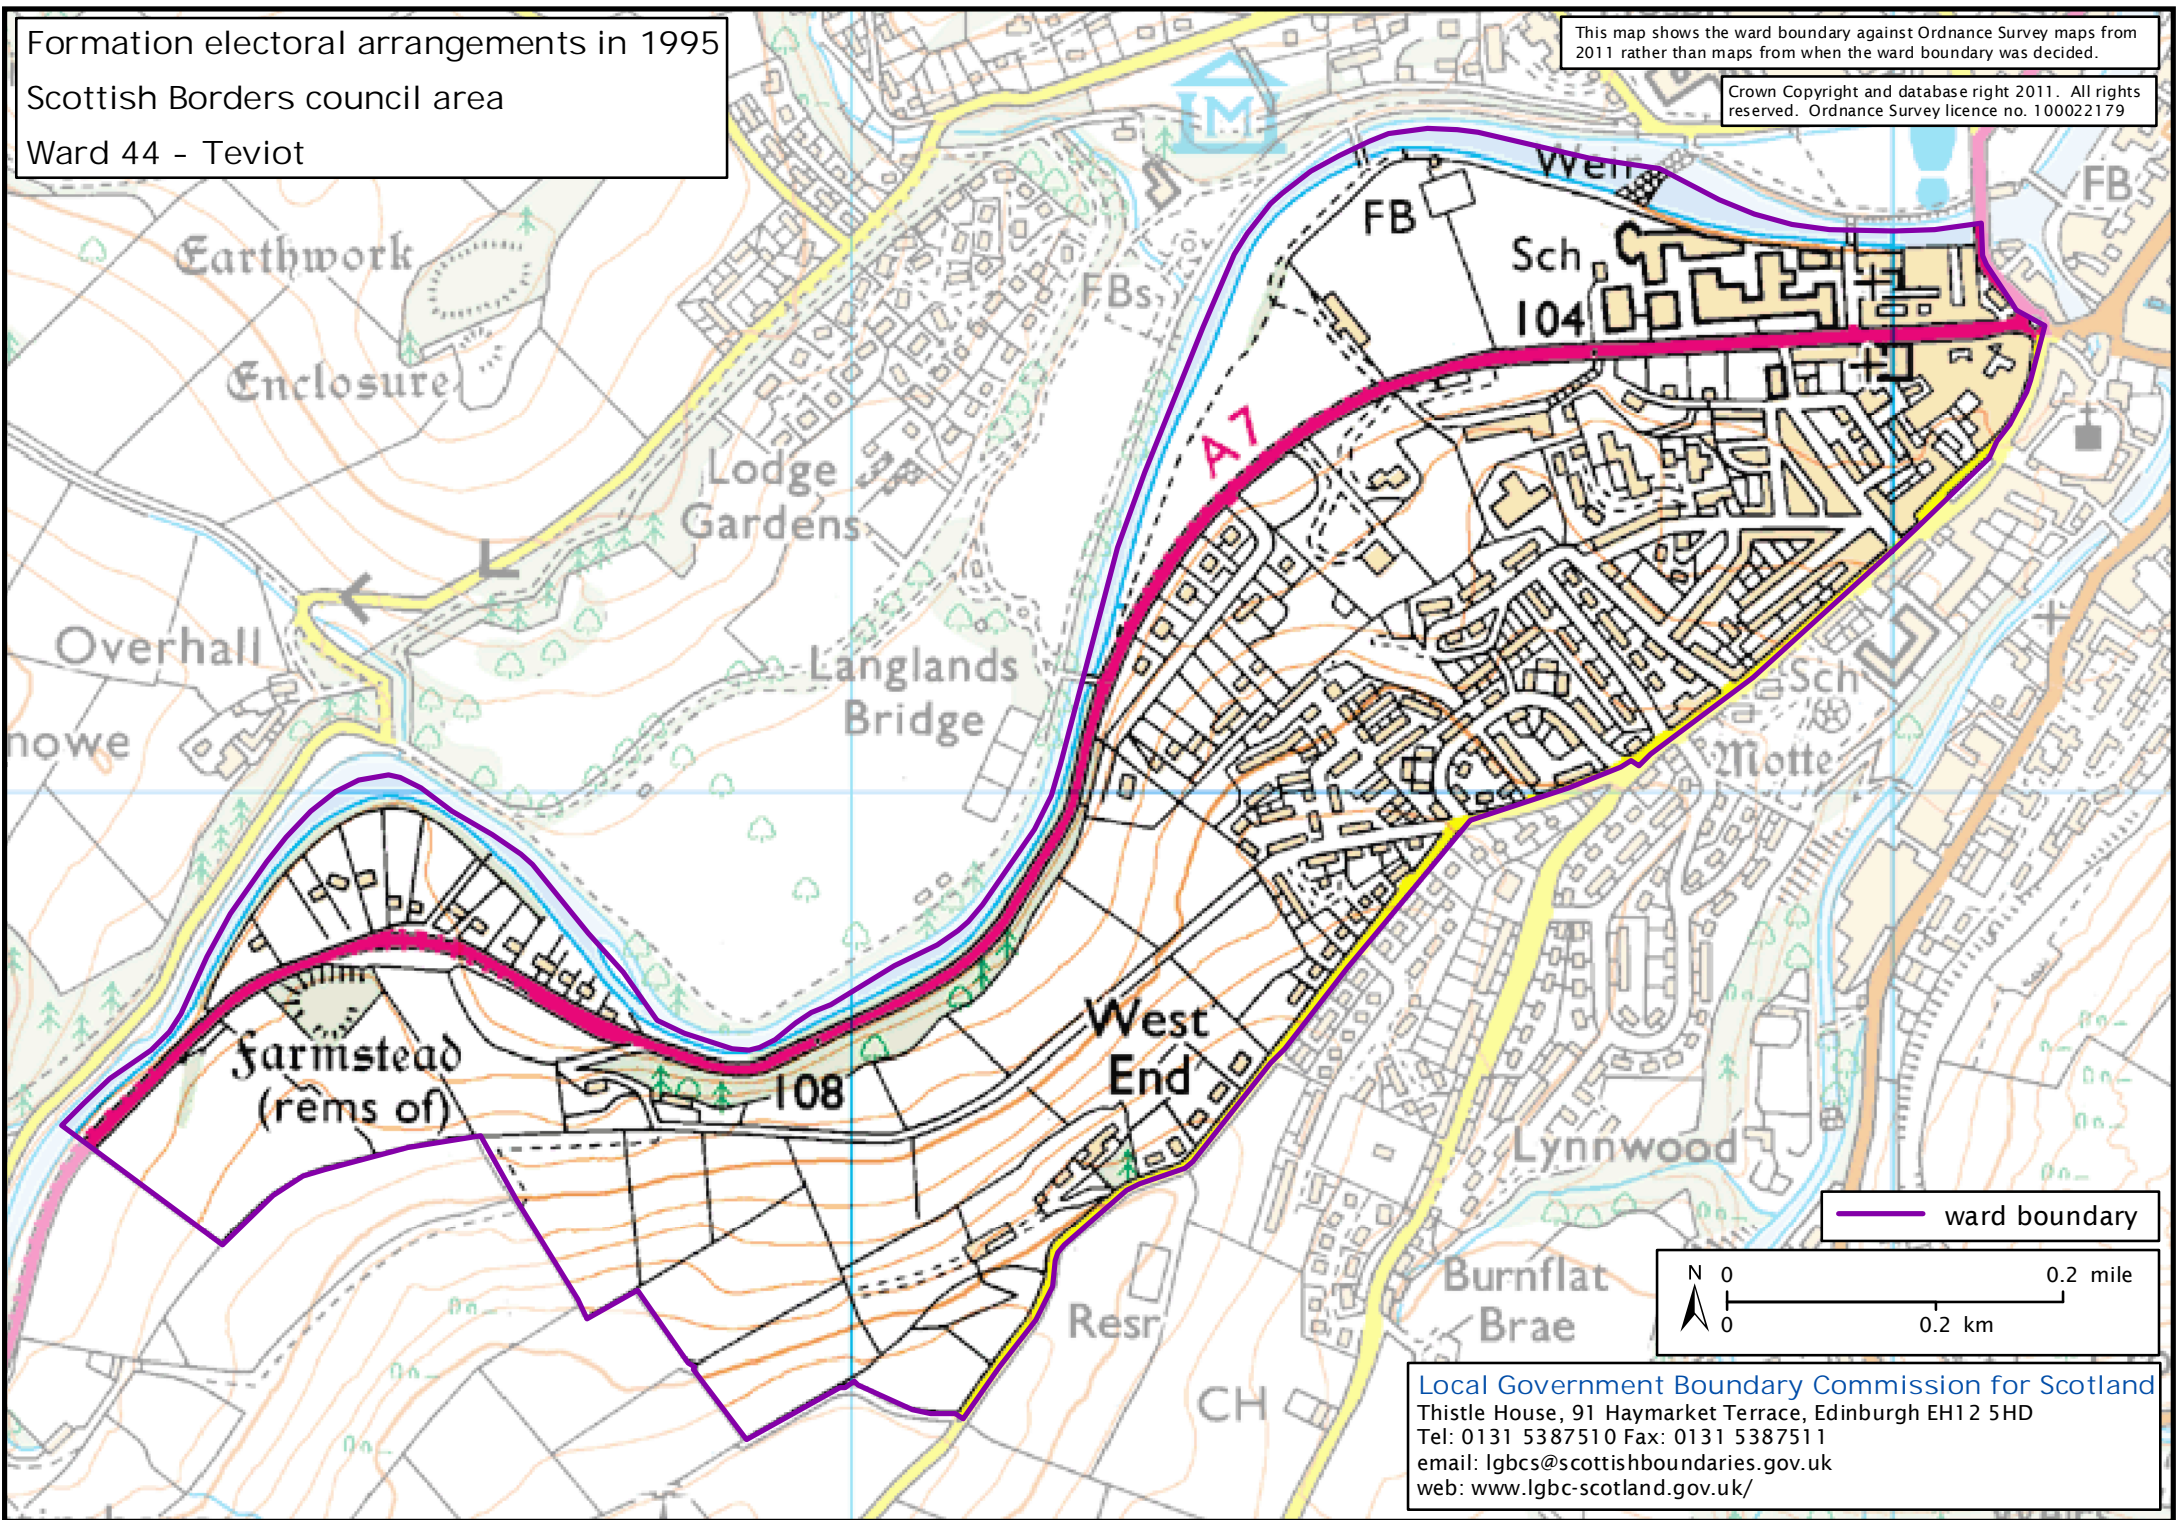 Formation electoral arrangements in 1995
Scottish Borders council area
Ward 44 - Teviot
This map shows the ward boundary against Ordnance Survey maps from
2011 rather than maps from when the ward boundary was decided.
Crown Copyright and database right 2011. All rights
reserved. Ordnance Survey licence no. 100022179
M
Weir
FB
FB
Earthwork
Sch
FBs
104
Enclosure
A 7
Lodge
Gardens
L
Overhall
Langlands
Bridge
Sch
nowe
Motte
West
End
Farmstead
(rems of)
108
Lynnwood
ward boundary
Burnflat
Brae
Resr
CH
N
0
0.2 mile
0
0.2 km
Local Government Boundary Commission for Scotland
Thistle House, 91 Haymarket Terrace, Edinburgh EH12 5HD
Tel: 0131 5387510 Fax: 0131 5387511
email: lgbcs@scottishboundaries.gov.uk
web: www.lgbc-scotland.gov.uk/